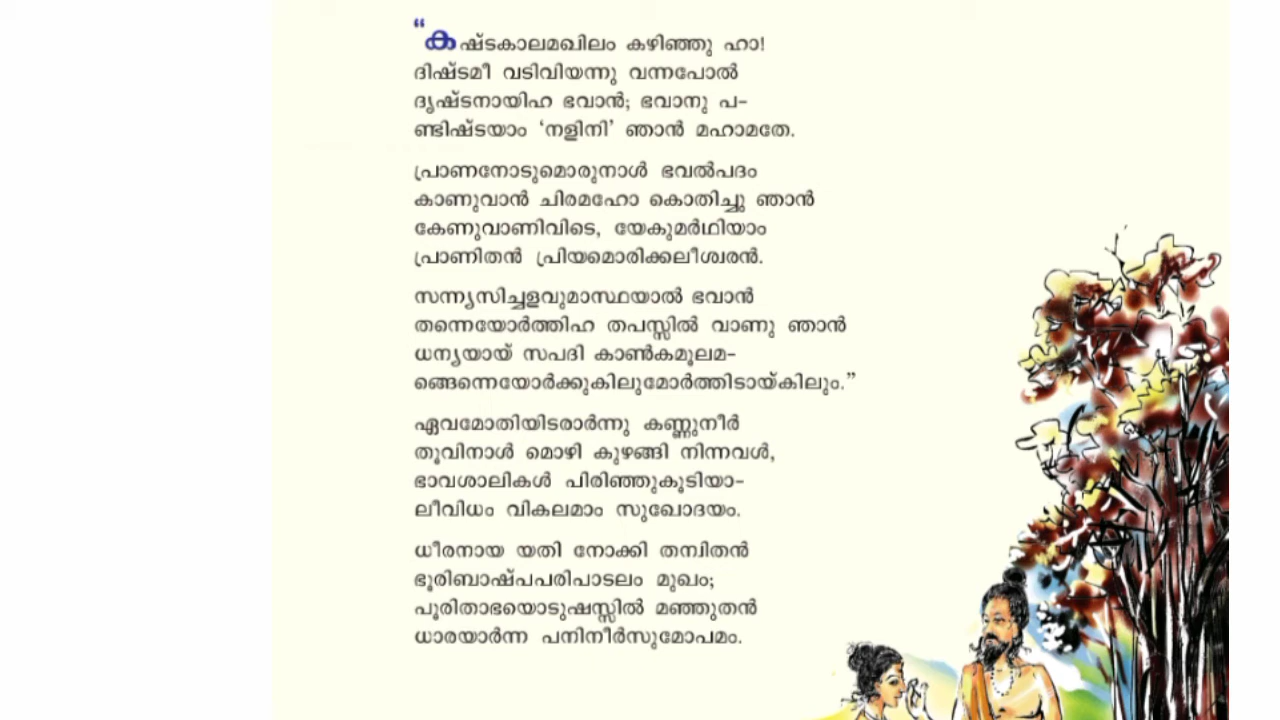 “കഷ്ടകാലമഖിലം കഴിഞ്ഞു ഹാ!
ദിഷ്ടമീ വടിവിയന്നു വന്നപോൽ
ദൃഷ്ടനായിഹ ഭവാൻ; ഭവാനു പ-
ണ്ടിഷ്ടയാം ‘നളിനി’ ഞാൻ മഹാമതേ.
പ്രാണനോടുമൊരുനാൾ ഭവൽപദം
കാണുവാൻ ചിരമഹോ കൊതിച്ചു ഞാൻ
കേണുവാണിവിടെ, യേകുമർഥിയാം
പ്രാണിതൻ പ്രിയമൊരിക്കലീശ്വരൻ.
സന്ന്യസിച്ചളവുമാസ്ഥയാൽ ഭവാൻ
തന്നെയോർത്തിഹ തപസ്സിൽ വാണു ഞാൻ
ധന്യയായ് സപദി കാൺകമൂലമ-
ങ്ങെന്നെയോർക്കുകിലുമോർത്തിടായ്കിലും.”
ഏവമോതിയിടരാർന്നു കണ്ണുനീർ
തൂവിനാൾ മൊഴി കുഴങ്ങി നിന്നവൾ,
ഭാവശാലികൾ പിരിഞ്ഞുകൂടിയാ-
ലീവിധം വികലമാം സുഖോദയം.
ധീരനായ യതി നോക്കി തന്വിതൻ
ഭൂരിബാഷ്പപരിപാടലം മുഖം;
പൂരിതാഭയൊടുഷസ്സിൽ മഞ്ഞുതൻ
ധാരയാർന്ന പനിനീർസുമോപമം.